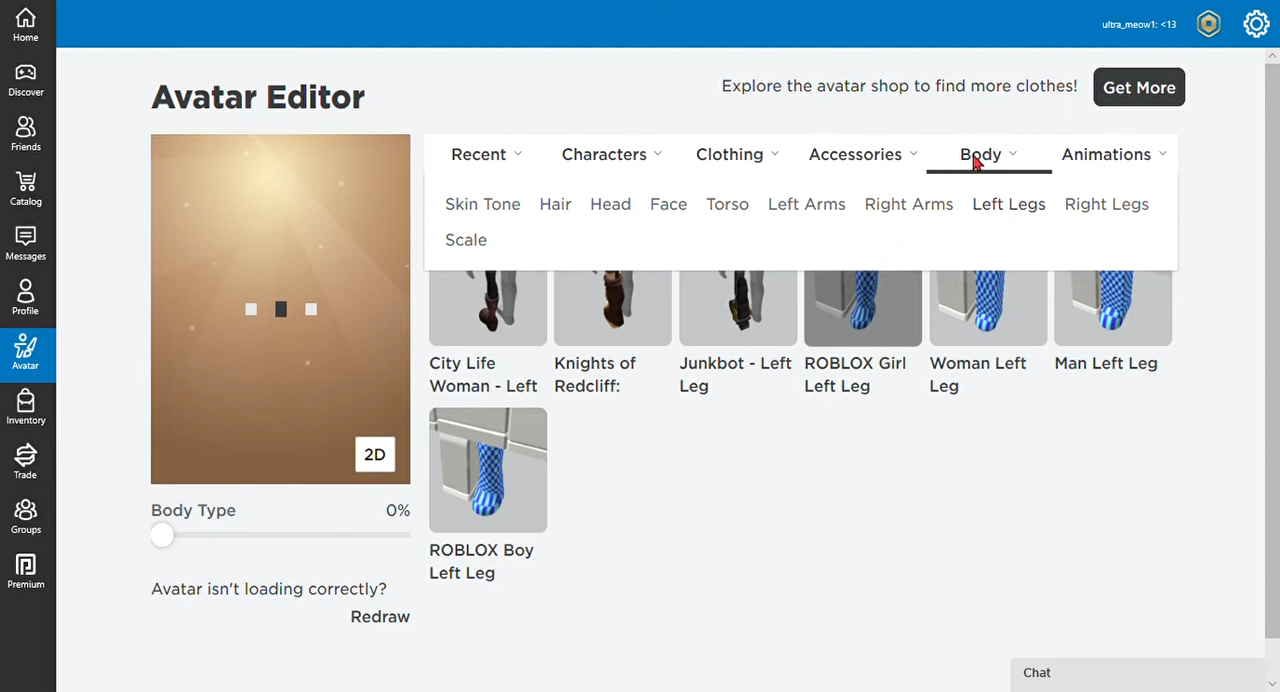 Home
Discover
Friends
Catalog
Messages
Profile
Avatar
Inventory
Trade
Groups
Premium
ultra_meow1: <13
Avatar Editor
Explore the avatar shop to find more clothes!
Get More
Recent
Characters
Clothing
Accessories
Body
Animations
Skin Tone
Hair
Head
Face
Torso
Left Arms
Right Arms
Left Legs
Right Legs
Scale
2D
Body Type
0%
Avatar isn't loading correctly?
Redraw
City Life
Woman - Left
Knights of
Redcliff:
Junkbot - Left
Leg
ROBLOX Girl
Left Leg
Woman Left
Leg
Man Left Leg
ROBLOX Boy
Left Leg
Chat